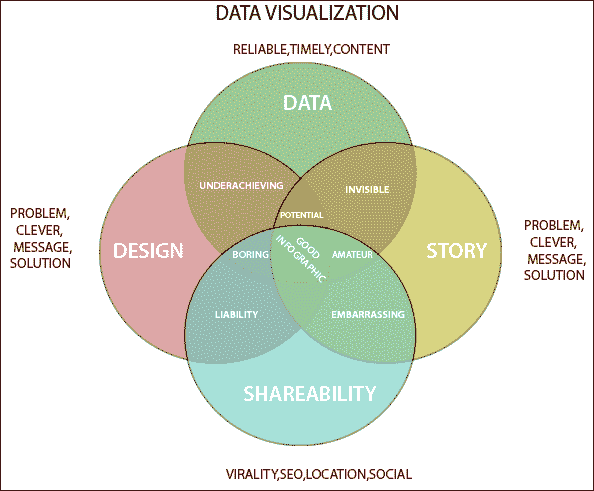 DATA VISUALIZATION
RELIABLE,TIMELY,CONTENT
DATA
UNDERACHIEVING
INVISIBLE
POTENTIAL
PROBLEM,
CLEVER,
MESSAGE,
SOLUTION
DESIGN
BORING
GOOD
INFOGRAPHIC
AMATEUR
STORY
PROBLEM,
CLEVER,
MESSAGE,
SOLUTION
LIABILITY
EMBARRASSING
SHAREABILITY
VIRALITY,SEO,LOCATION,SOCIAL